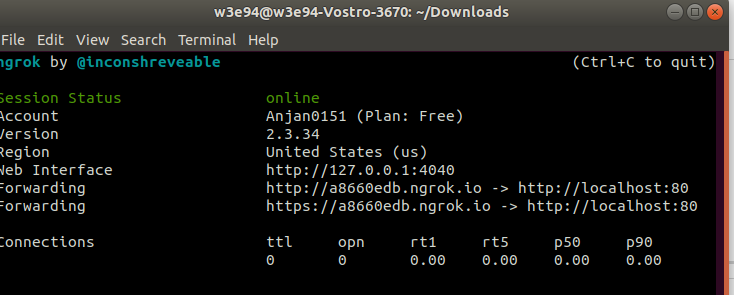 w3e94@w3e94-Vostro-3670: ~/Downloads
File Edit View Search Terminal Help
ngrok by @inconshreveable (Ctrl+C to quit)
Session Status online
Account Anjan0151 (Plan: Free)
Version 2.3.34
Region United States (us)
Web Interface http://127.0.0.1:4040
Forwarding http://a8660edb.ngrok.io -> http://localhost:80
Forwarding https://a8660edb.ngrok.io -> http://localhost:80
Connections ttl opn rt1 rt5 p50 p90
0 0 0.00 0.00 0.00 0.00